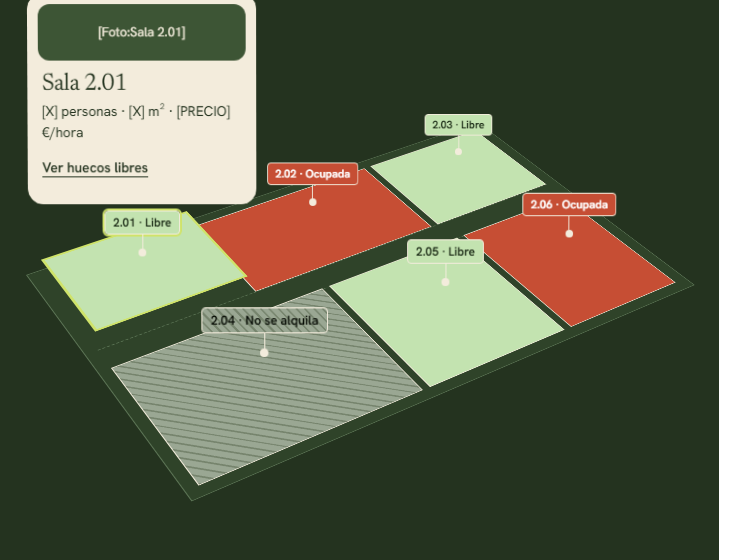 [Foto:Sala 2.01]
Sala 2.01
[X] personas · [X] m² · [PRECIO]
€/hora
Ver huecos libres
2.03 · Libre
2.02 · Ocupada
2.06 · Ocupada
2.01 · Libre
2.05 · Libre
2.04 · No se alquila